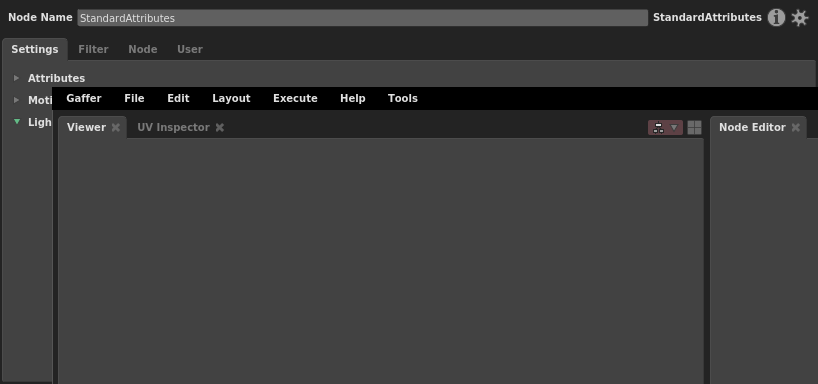 Node Name StandardAttributes StandardAttributes
Settings Filter Node User
Attributes
Moti
Ligh
Gaffer File Edit Layout Execute Help Tools
Viewer UV Inspector Node Editor